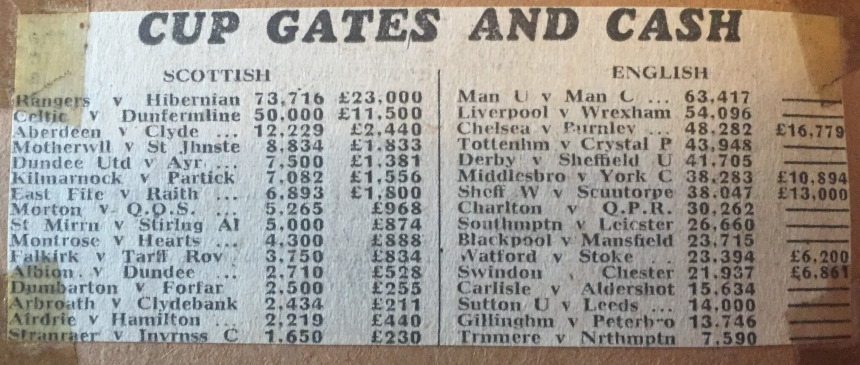 CUP GATES AND CASH
SCOTTISH
Rangers v Hibernian 73,716 £23,000
Celtic v Dunfermline 50,000 £11,500
Aberdeen v Clyde ... 12,229 £2,440
Motherwll v St Jhnste 8,834 £1,833
Dundee Utd v Ayr ... 7,500 £1,381
Kilmarnock v Partick 7,082 £1,556
East Fife v Raith ... 6,893 £1,800
Morton v Q.O.S. ... 5,265 £968
St Mirrn v Stirlng Al 5,000 £874
Montrose v Hearts ... 4,300 £888
Falkirk v Tarff Rov 3,750 £834
Albion v Dundee ... 2,710 £528
Dumbarton v Forfar 2,500 £255
Arbroath v Clydebank 2,434 £211
Airdrie v Hamilton ... 2,219 £440
Stranraer v Invrnss C 1,650 £230
ENGLISH
Man U v Man C ... 63,417
Liverpool v Wrexham 54,096
Chelsea v Burnley ... 48,282 £16,779
Tottenhm v Crystal P 43,948
Derby v Sheffield U 41,705
Middlesbro v York C 38,283 £10,894
Sheff W v Scuntorpe 38,047 £13,000
Charlton v Q.P.R. 30,262
Southmptn v Leicster 26,660
Blackpool v Mansfield 23,715
Watford v Stoke .. 23,394 £6,200
Swindon Chester 21,937 £6,861
Carlisle v Aldershot 15,634
Sutton U v Leeds ... 14,000
Gillinghm v Peterbro 13,746
Trnmere v Nrthmptn 7,590